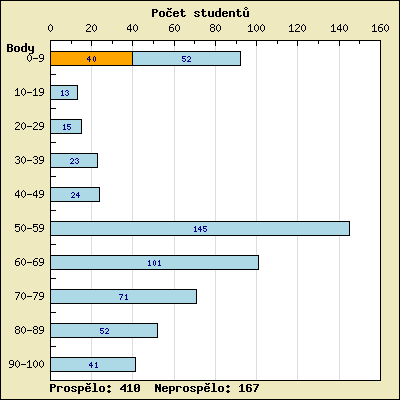 Počet studentů
0 20 40 60 80 100 120 140 160
Body
0-9 40 52
10-19 13
20-29 15
30-39 23
40-49 24
50-59 145
60-69 101
70-79 71
80-89 52
90-100 41
Prospělo: 410 Neprospělo: 167